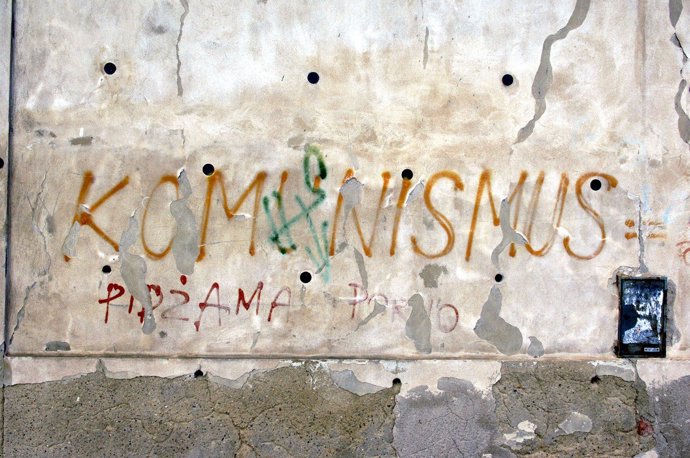 KOMUNISMUS =
PIDŻAMA PORNO